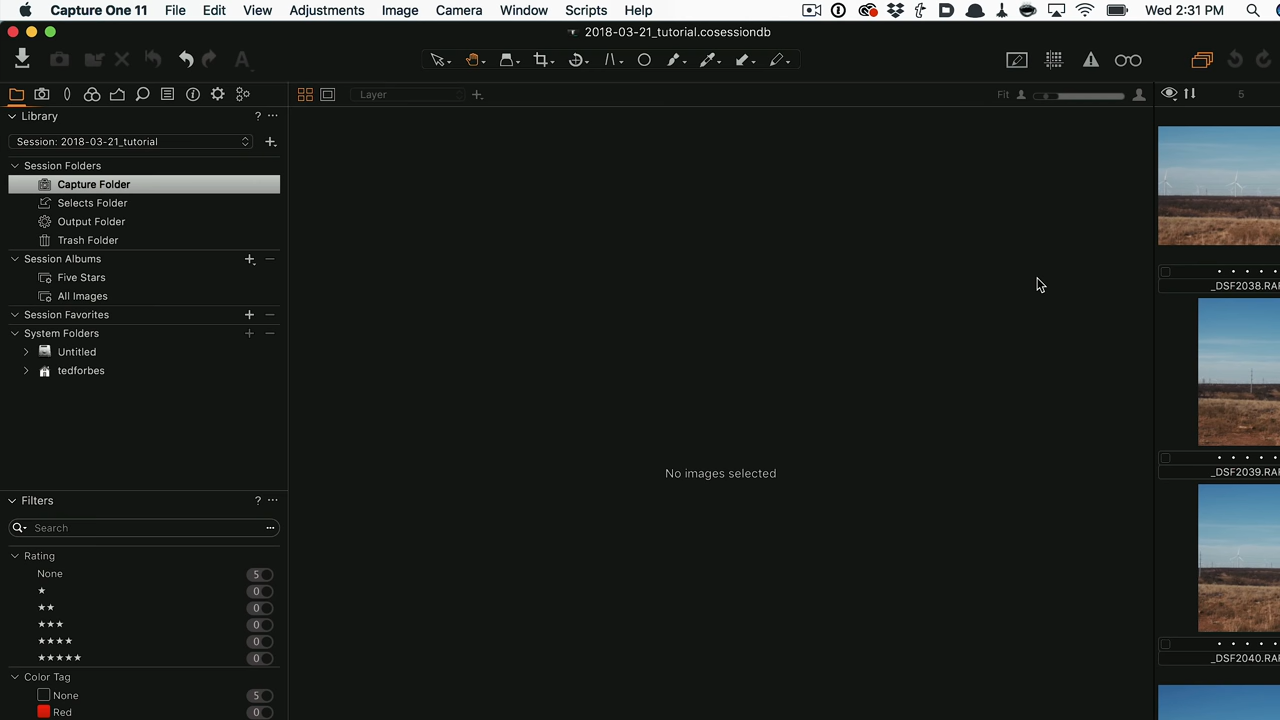 Capture One 11 File Edit View Adjustments Image Camera Window Scripts Help Wed 2:31 PM
2018-03-21_tutorial.cosessiondb
Layer
Fit
5
Library ? ...
Session: 2018-03-21_tutorial
Session Folders
Capture Folder
Selects Folder
Output Folder
Trash Folder
Session Albums
Five Stars
All Images
Session Favorites
System Folders
Untitled
tedforbes
No images selected
_DSF2038.RAF
_DSF2039.RAF
_DSF2040.RAF
Filters ? ...
Search
Rating
None 5
★ 0
★★ 0
★★★ 0
★★★★ 0
★★★★★ 0
Color Tag
None 5
Red 0